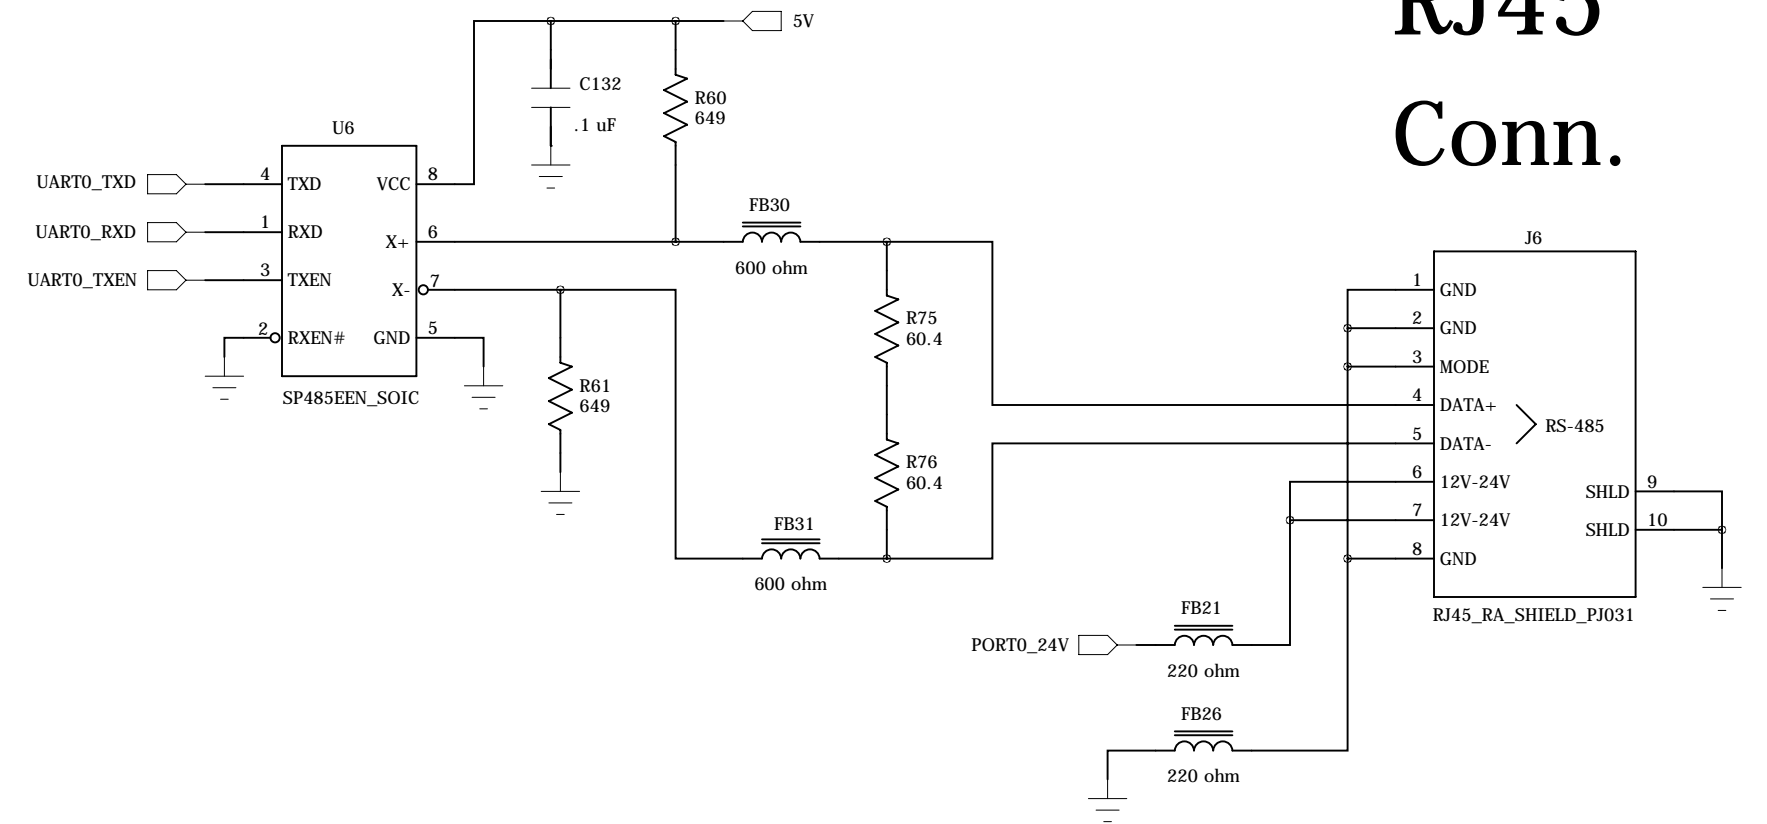 RJ45
Conn.
5V
C132
.1 uF
R60
649
U6
UART0_TXD
4
TXD
VCC
8
UART0_RXD
1
RXD
X+
6
UART0_TXEN
3
TXEN
X-
7
2
RXEN#
GND
5
SP485EEN_SOIC
FB30
600 ohm
R61
649
R75
60.4
R76
60.4
FB31
600 ohm
J6
1
GND
2
GND
3
MODE
4
DATA+
5
DATA-
RS-485
6
12V-24V
7
12V-24V
8
GND
SHLD
9
SHLD
10
RJ45_RA_SHIELD_PJ031
PORT0_24V
FB21
220 ohm
FB26
220 ohm